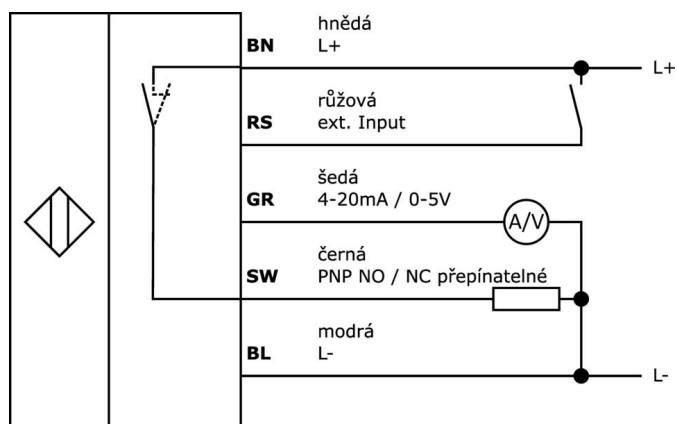 hnědá
BN L+
L+
růžová
RS ext. Input
šedá
GR 4-20mA / 0-5V
A/V
černá
SW PNP NO / NC přepínatelné
modrá
BL L-
L-